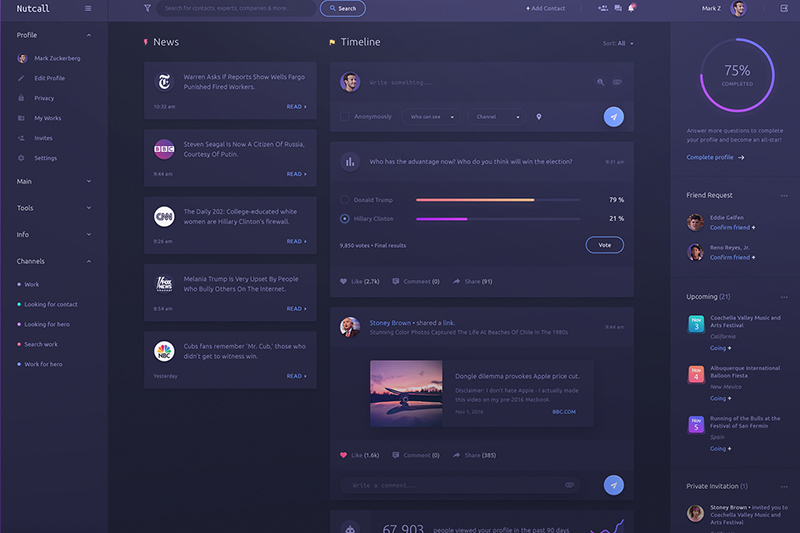 Nutcall
Search for contacts, experts, companies & more...
Search
+ Add Contact
Mark Z
Profile
Mark Zuckerberg
Edit Profile
Privacy
My Works
Invites
Settings
Main
Tools
Info
Channels
Work
Looking for contact
Looking for hero
Search work
Work for hero
News
Warren Asks If Reports Show Wells Fargo
Punished Fired Workers.
10:32 am
READ
BBC
Steven Seagal Is Now A Citizen Of Russia,
Courtesy Of Putin.
9:44 am
READ
CNN
The Daily 202: College-educated white
women are Hillary Clinton's firewall.
9:26 am
READ
FOX
NEWS
Melania Trump Is Very Upset By People
Who Bully Others On The Internet.
8:54 am
READ
NBC
Cubs fans remember 'Mr. Cub,' those who
didn't get to witness win.
Yesterday
READ
Timeline
Sort: All
Write something...
Anonymously
Who can see
Channel
Who has the advantage now? Who do you think will win the election?
9:31 am
Donald Trump
79 %
Hillary Clinton
21 %
9,850 votes • Final results
Vote
Like (2.7k)
Comment (0)
Share (91)
Stoney Brown • shared a link.
9:44 am
Stunning Color Photos Captured The Life At Beaches Of Chile In The 1980s
Dongle dilemma provokes Apple price cut.
Disclaimer: I don't hate Apple - I actually made
this video on my pre-2016 Macbook.
Nov 1, 2016
BBC.COM
Like (1.6k)
Comment (0)
Share (385)
Write a comment...
67,903
people viewed your profile in the past 90 days
75%
COMPLETED
Answer more questions to complete
your profile and become an all-star!
Complete profile
Friend Request
Eddie Gelfen
Confirm friend +
Reno Reyes, Jr.
Confirm friend +
Upcoming (21)
Nov
3
Coachella Valley Music and
Arts Festival
California
Going +
Nov
4
Albuquerque International
Balloon Fiesta
New Mexico
Going +
Nov
5
Running of the Bulls at the
Festival of San Fermin
Spain
Going +
Private Invitation (1)
Stoney Brown • invited you to
Coachella Valley Music and
Arts Festival